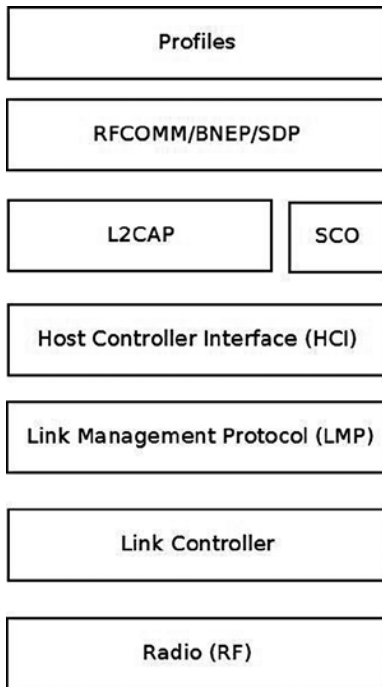 Profiles
RFCOMM/BNEP/SDP
L2CAP
SCO
Host Controller Interface (HCI)
Link Management Protocol (LMP)
Link Controller
Radio (RF)